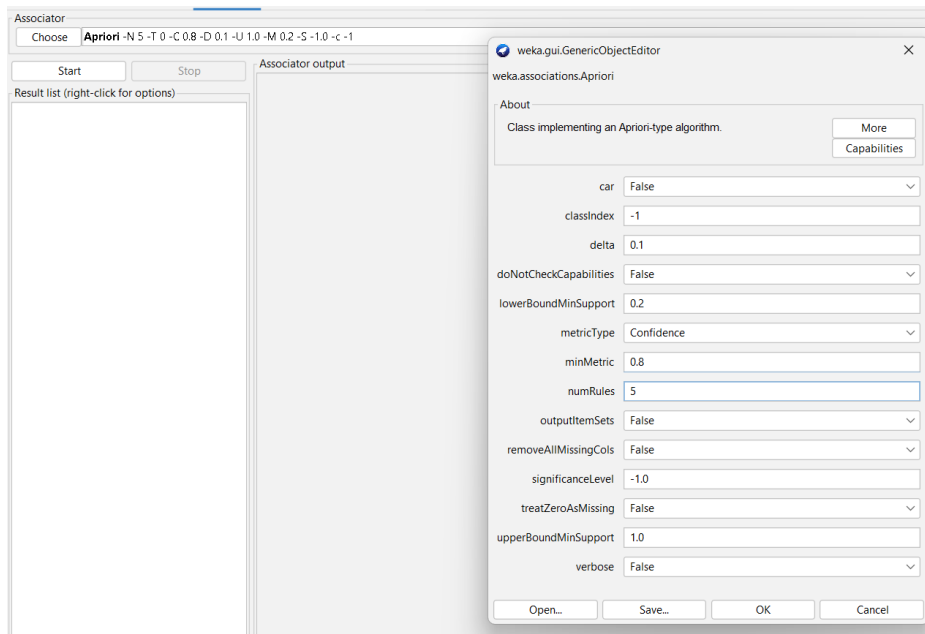 Associator
Choose Apriori -N 5 -T 0 -C 0.8 -D 0.1 -U 1.0 -M 0.2 -S -1.0 -c -1
Start Stop
Result list (right-click for options)
Associator output
weka.gui.GenericObjectEditor
weka.associations.Apriori
About
Class implementing an Apriori-type algorithm.
More
Capabilities
car False
classIndex -1
delta 0.1
doNotCheckCapabilities False
lowerBoundMinSupport 0.2
metricType Confidence
minMetric 0.8
numRules 5
outputItemSets False
removeAllMissingCols False
significanceLevel -1.0
treatZeroAsMissing False
upperBoundMinSupport 1.0
verbose False
Open... Save... OK Cancel